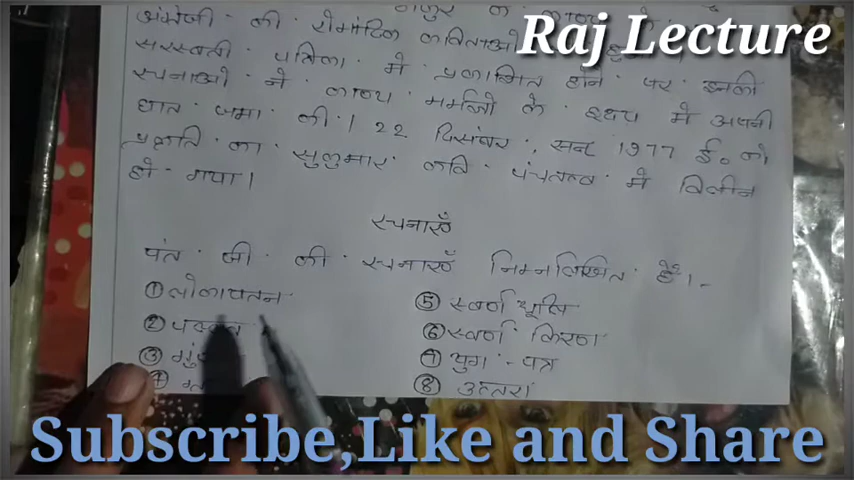 Raj Lecture
अंग्रेजी की रोमांटिक कविताओं
सरस्वती पत्रिका में प्रकाशित होने पर इनकी
रचनाओं ने काव्य मर्मज्ञों के हृदय में अपनी
धाक जमा की। 22 दिसंबर, सन् 1977 ई० को
प्रकृति का सुकुमार कवि पंचतत्व में विलीन
हो गया।
रचनाएँ
पंत जी की रचनाएँ निम्नलिखित हैं।-
① लोकायतन
②
③
④
⑤ स्वर्ण धूलि
⑥ स्वर्ण किरण
⑦ युग - पत्र
⑧ उत्तरा
Subscribe,Like and Share